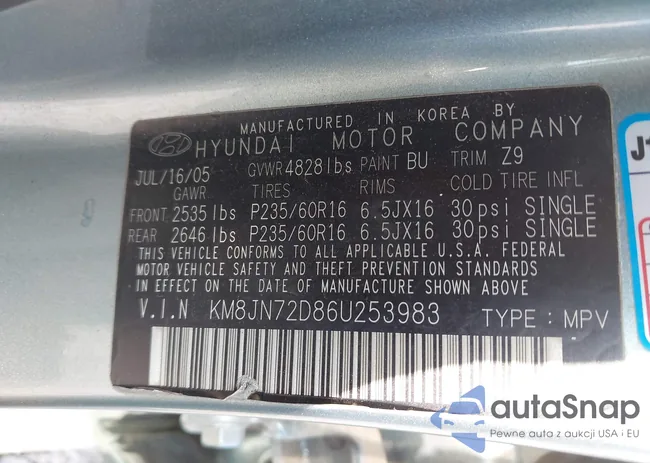 MANUFACTURED IN KOREA BY
HYUNDAI MOTOR COMPANY
JUL/16/05 GVWR 4828 lbs PAINT BU TRIM Z9
GAWR TIRES RIMS COLD TIRE INFL
FRONT 2535 lbs P235/60R16 6.5JX16 30 psi SINGLE
REAR 2646 lbs P235/60R16 6.5JX16 30 psi SINGLE
THIS VEHICLE CONFORMS TO ALL APPLICABLE U.S.A. FEDERAL
MOTOR VEHICLE SAFETY AND THEFT PREVENTION STANDARDS
IN EFFECT ON THE DATE OF MANUFACTURE SHOWN ABOVE
V.I.N KM8JN72D86U253983 TYPE : MPV
J1
autaSnap
Pewne auta z aukcji USA i EU